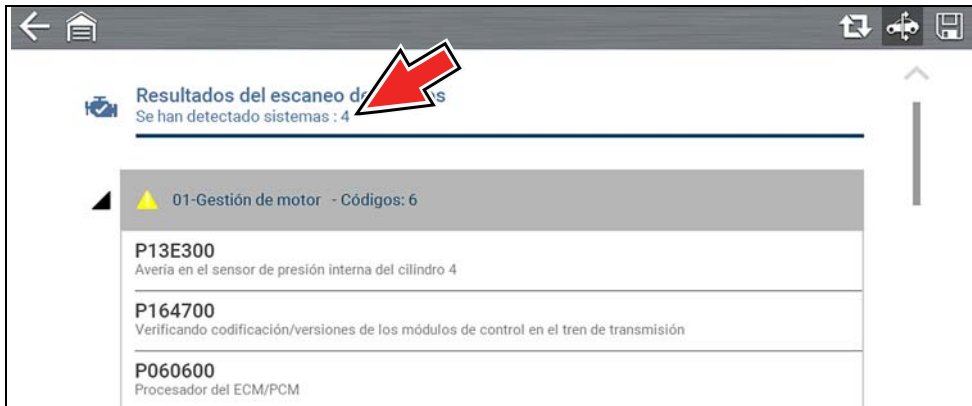 Resultados del escaneo de
Se han detectado sistemas : 4
01-Gestión de motor - Códigos: 6
P13E300
Avería en el sensor de presión interna del cilindro 4
P164700
Verificando codificación/versiones de los módulos de control en el tren de transmisión
P060600
Procesador del ECM/PCM